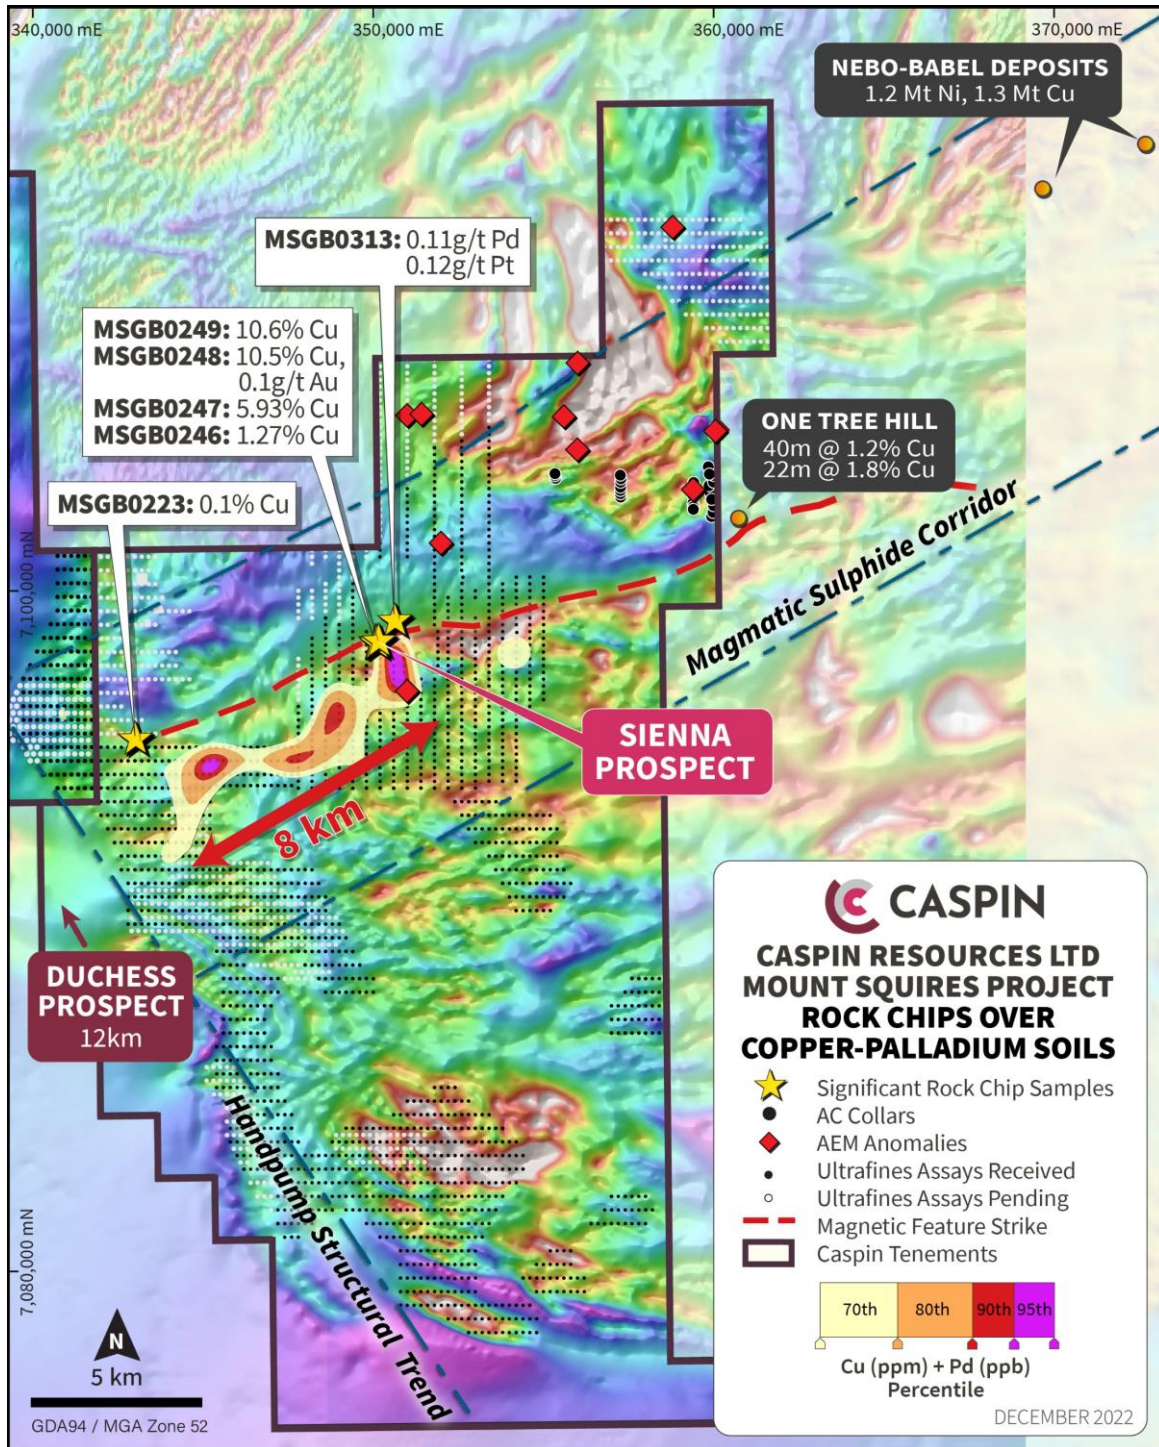 340,000 mE
350,000 mE
360,000 mE
370,000 mE
NEBO-BABEL DEPOSITS
1.2 Mt Ni, 1.3 Mt Cu
MSGB0313: 0.11g/t Pd
0.12g/t Pt
MSGB0249: 10.6% Cu
MSGB0248: 10.5% Cu,
0.1g/t Au
MSGB0247: 5.93% Cu
MSGB0246: 1.27% Cu
ONE TREE HILL
40m @ 1.2% Cu
22m @ 1.8% Cu
MSGB0223: 0.1% Cu
7,100,000 mN
Magmatic Sulphide Corridor
SIENNA
PROSPECT
8 km
DUCHESS
PROSPECT
12km
Handpump Structural Trend
7,080,000 mN
N
5 km
GDA94 / MGA Zone 52
CASPIN
CASPIN RESOURCES LTD
MOUNT SQUIRES PROJECT
ROCK CHIPS OVER
COPPER-PALLADIUM SOILS
Significant Rock Chip Samples
AC Collars
AEM Anomalies
Ultrafines Assays Received
Ultrafines Assays Pending
Magnetic Feature Strike
Caspin Tenements
70th 80th 90th 95th
Cu (ppm) + Pd (ppb)
Percentile
DECEMBER 2022